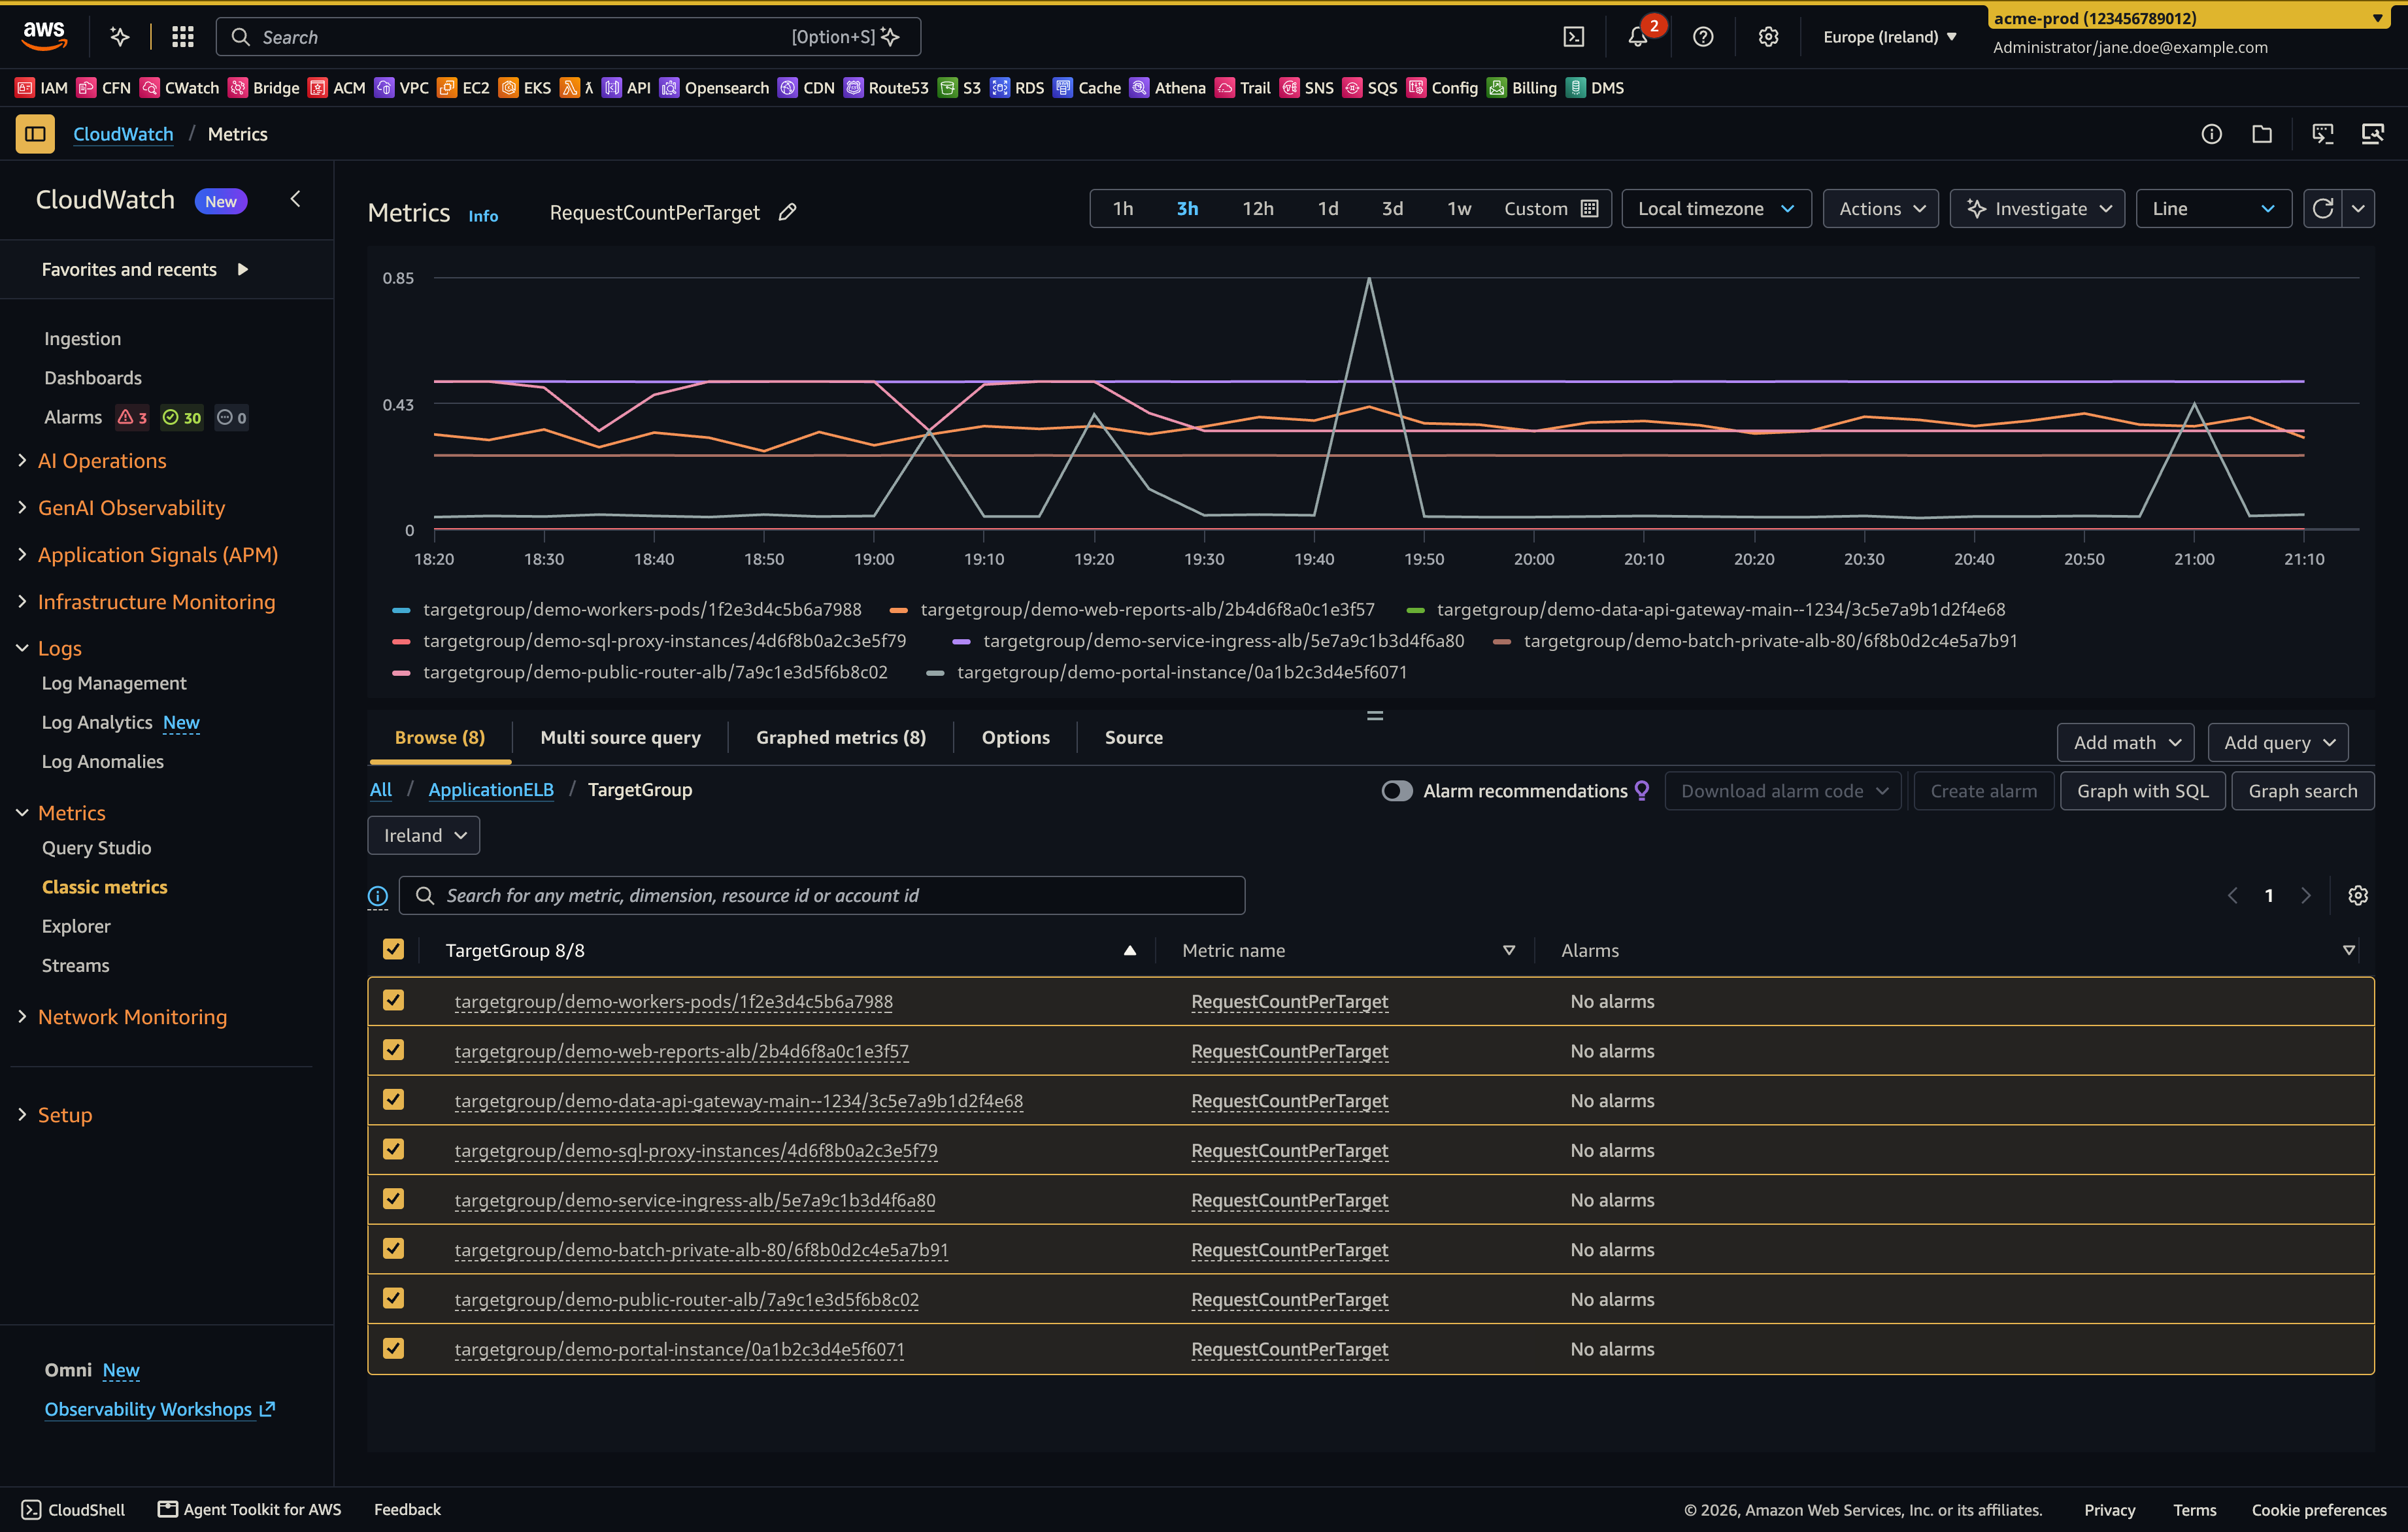 aws
Search [Option+S]
2
Europe (Ireland)
acme-prod (123456789012)
Administrator/jane.doe@example.com
IAM CFN CWatch Bridge ACM VPC EC2 EKS λ API Opensearch CDN Route53 S3 RDS Cache Athena Trail SNS SQS Config Billing DMS
CloudWatch / Metrics
CloudWatch New
Favorites and recents
Ingestion
Dashboards
Alarms 3 30 0
AI Operations
GenAI Observability
Application Signals (APM)
Infrastructure Monitoring
Logs
Log Management
Log Analytics New
Log Anomalies
Metrics
Query Studio
Classic metrics
Explorer
Streams
Network Monitoring
Setup
Omni New
Observability Workshops
Metrics Info RequestCountPerTarget
1h 3h 12h 1d 3d 1w Custom Local timezone Actions Investigate Line
0.85
0.43
0
18:20 18:30 18:40 18:50 19:00 19:10 19:20 19:30 19:40 19:50 20:00 20:10 20:20 20:30 20:40 20:50 21:00 21:10
targetgroup/demo-workers-pods/1f2e3d4c5b6a7988 targetgroup/demo-web-reports-alb/2b4d6f8a0c1e3f57 targetgroup/demo-data-api-gateway-main--1234/3c5e7a9b1d2f4e68
targetgroup/demo-sql-proxy-instances/4d6f8b0a2c3e5f79 targetgroup/demo-service-ingress-alb/5e7a9c1b3d4f6a80 targetgroup/demo-batch-private-alb-80/6f8b0d2c4e5a7b91
targetgroup/demo-public-router-alb/7a9c1e3d5f6b8c02 targetgroup/demo-portal-instance/0a1b2c3d4e5f6071
Browse (8) Multi source query Graphed metrics (8) Options Source Add math Add query
All / ApplicationELB / TargetGroup Alarm recommendations Download alarm code Create alarm Graph with SQL Graph search
Ireland
Search for any metric, dimension, resource id or account id 1
TargetGroup 8/8 Metric name Alarms
targetgroup/demo-workers-pods/1f2e3d4c5b6a7988 RequestCountPerTarget No alarms
targetgroup/demo-web-reports-alb/2b4d6f8a0c1e3f57 RequestCountPerTarget No alarms
targetgroup/demo-data-api-gateway-main--1234/3c5e7a9b1d2f4e68 RequestCountPerTarget No alarms
targetgroup/demo-sql-proxy-instances/4d6f8b0a2c3e5f79 RequestCountPerTarget No alarms
targetgroup/demo-service-ingress-alb/5e7a9c1b3d4f6a80 RequestCountPerTarget No alarms
targetgroup/demo-batch-private-alb-80/6f8b0d2c4e5a7b91 RequestCountPerTarget No alarms
targetgroup/demo-public-router-alb/7a9c1e3d5f6b8c02 RequestCountPerTarget No alarms
targetgroup/demo-portal-instance/0a1b2c3d4e5f6071 RequestCountPerTarget No alarms
CloudShell Agent Toolkit for AWS Feedback © 2026, Amazon Web Services, Inc. or its affiliates. Privacy Terms Cookie preferences